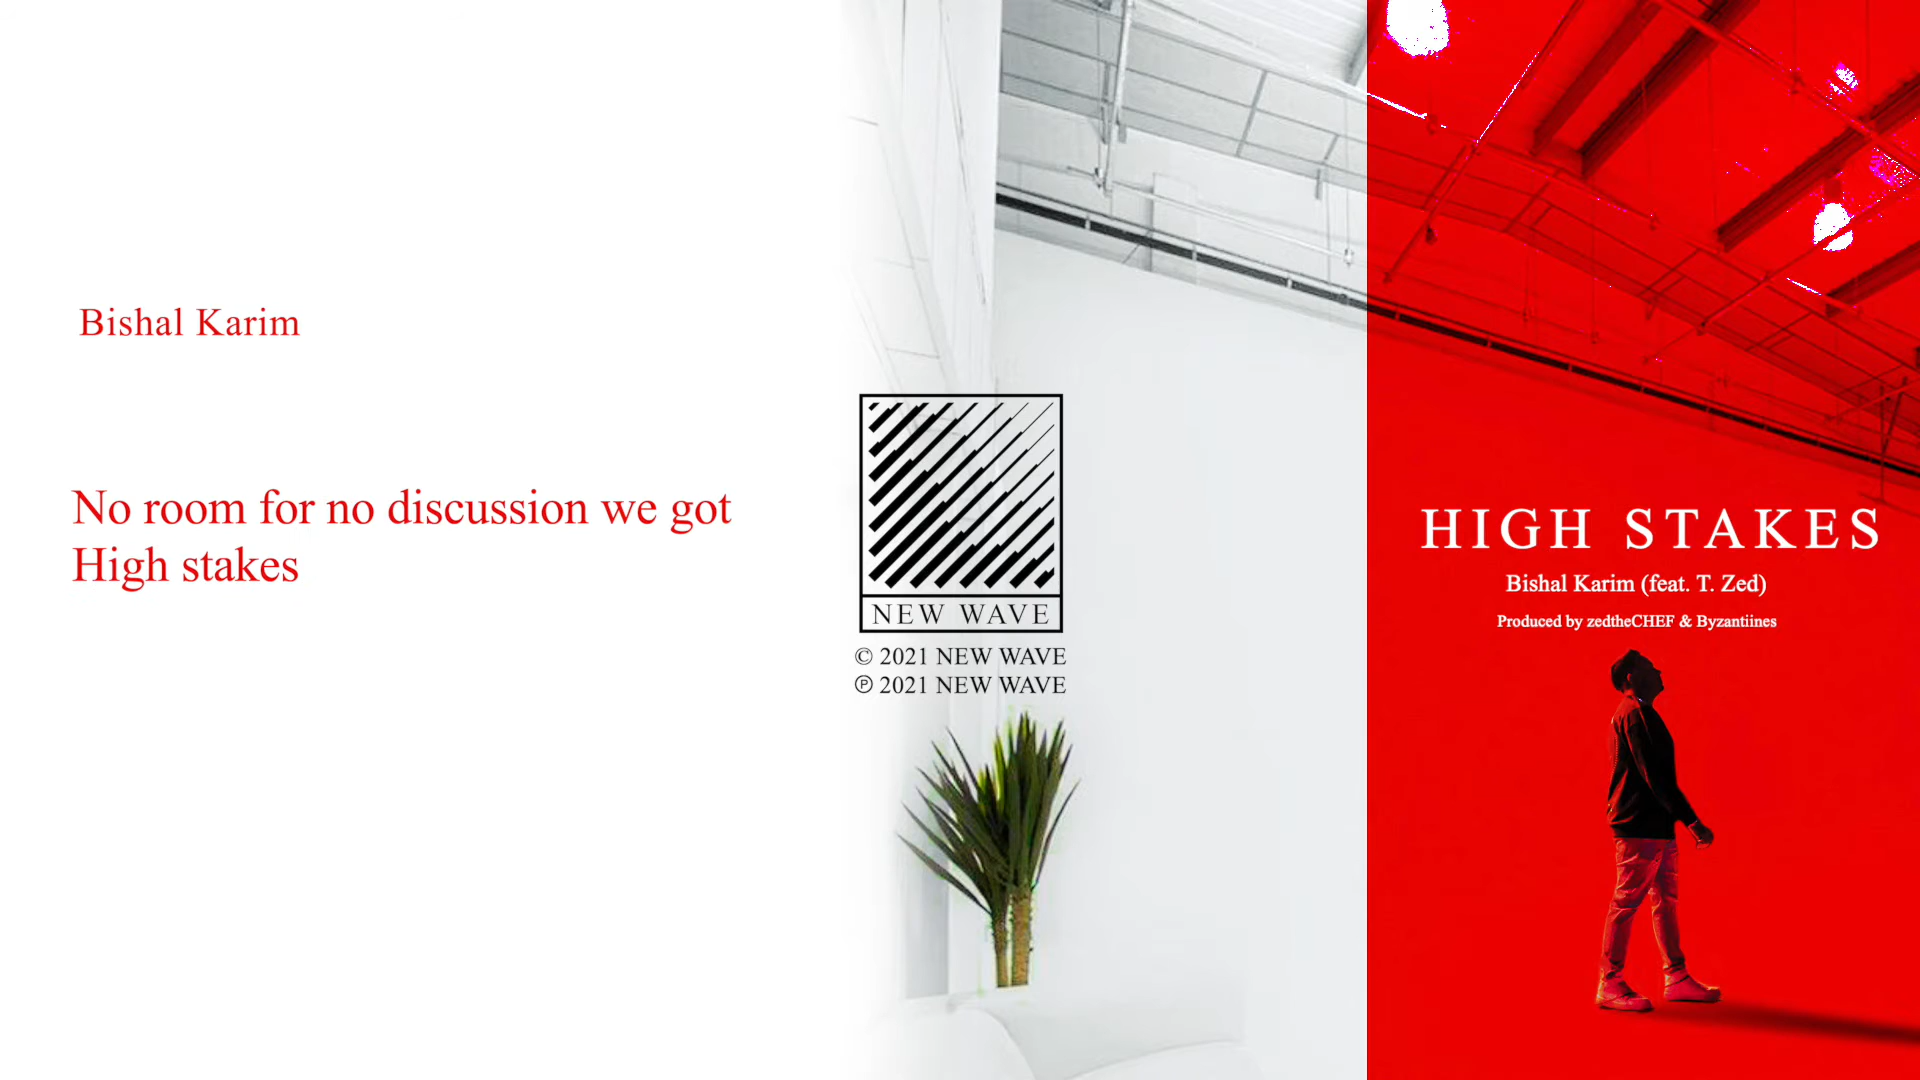 Bishal Karim
No room for no discussion we got
High stakes
NEW WAVE
© 2021 NEW WAVE
℗ 2021 NEW WAVE
HIGH STAKES
Bishal Karim (feat. T. Zed)
Produced by zedtheCHEF & Byzantiines